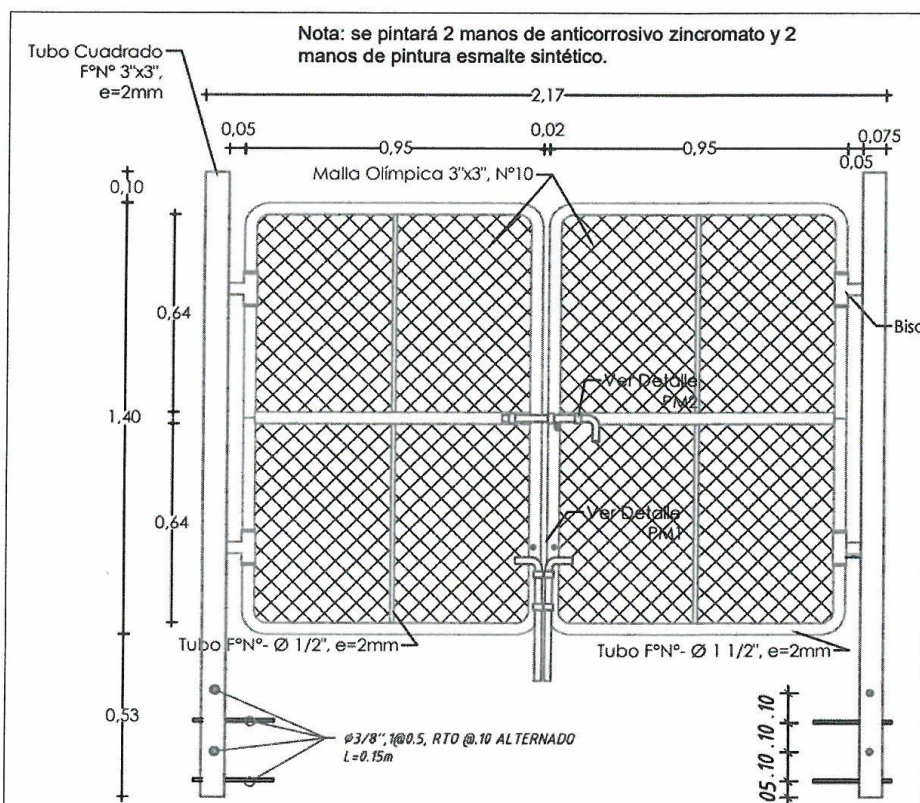 Nota: se pintará 2 manos de anticorrosivo zincromato y 2
manos de pintura esmalte sintético.
Tubo Cuadrado
F°N° 3"x3",
e=2mm
2,17
0,05
0,02
0,075
0,95
0,95
0,05
0,10
Malla Olímpica 3"x3", N°10
0,64
Bisa
Ver Detalle
PM2
1,40
0,64
Ver Detalle
PM1
Tubo F°N°- Ø 1/2", e=2mm
Tubo F°N°- Ø 1 1/2", e=2mm
0,53
ø3/8",1@0.5, RTO @.10 ALTERNADO
L=0.15m
05 .10 .10 .10